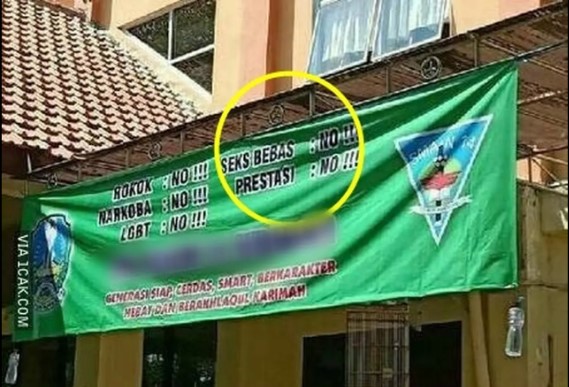 ROKOK : NO !!!
NARKOBA : NO !!!
LGBT : NO !!!
SEKS BEBAS : NO !!!
PRESTASI : NO !!!
GENERASI SIAP, CERDAS, SMART, BERKARAKTER
HEBAT DAN BERAKHLAQUL KARIMAH
VIA 1CAK.COM